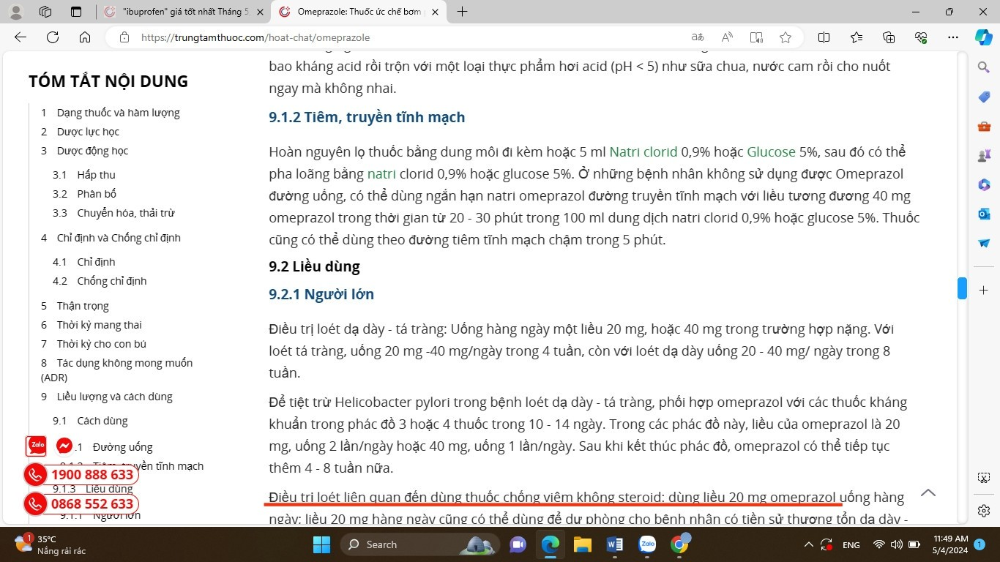 "ibuprofen" giá tốt nhất Tháng 5
Omeprazole: Thuốc ức chế bơm
https://trungtamthuoc.com/hoat-chat/omeprazole
TÓM TẮT NỘI DUNG
1 Dạng thuốc và hàm lượng
2 Dược lực học
3 Dược động học
3.1 Hấp thu
3.2 Phân bố
3.3 Chuyển hóa, thải trừ
4 Chỉ định và Chống chỉ định
4.1 Chỉ định
4.2 Chống chỉ định
5 Thận trọng
6 Thời kỳ mang thai
7 Thời kỳ cho con bú
8 Tác dụng không mong muốn
(ADR)
9 Liều lượng và cách dùng
9.1 Cách dùng
.1 Đường uống
9.1.2 Tiêm, truyền tĩnh mạch
9.1.3 Liều dùng
9.1.1 Người lớn
Zalo
1900 888 633
0868 552 633
bao kháng acid rồi trộn với một loại thực phẩm hơi acid (pH < 5) như sữa chua, nước cam rồi cho nuốt
ngay mà không nhai.
9.1.2 Tiêm, truyền tĩnh mạch
Hoàn nguyên lọ thuốc bằng dung môi đi kèm hoặc 5 ml Natri clorid 0,9% hoặc Glucose 5%, sau đó có thể
pha loãng bằng natri clorid 0,9% hoặc glucose 5%. Ở những bệnh nhân không sử dụng được Omeprazol
đường uống, có thể dùng ngắn hạn natri omeprazol đường truyền tĩnh mạch với liều tương đương 40 mg
omeprazol trong thời gian từ 20 - 30 phút trong 100 ml dung dịch natri clorid 0,9% hoặc glucose 5%. Thuốc
cũng có thể dùng theo đường tiêm tĩnh mạch chậm trong 5 phút.
9.2 Liều dùng
9.2.1 Người lớn
Điều trị loét dạ dày - tá tràng: Uống hàng ngày một liều 20 mg, hoặc 40 mg trong trường hợp nặng. Với
loét tá tràng, uống 20 mg -40 mg/ngày trong 4 tuần, còn với loét dạ dày uống 20 - 40 mg/ ngày trong 8
tuần.
Để tiệt trừ Helicobacter pylori trong bệnh loét dạ dày - tá tràng, phối hợp omeprazol với các thuốc kháng
khuẩn trong phác đồ 3 hoặc 4 thuốc trong 10 - 14 ngày. Trong các phác đồ này, liều của omeprazol là 20
mg, uống 2 lần/ngày hoặc 40 mg, uống 1 lần/ngày. Sau khi kết thúc phác đồ, omeprazol có thể tiếp tục
thêm 4 - 8 tuần nữa.
Điều trị loét liên quan đến dùng thuốc chống viêm không steroid: dùng liều 20 mg omeprazol uống hàng
ngày; liều 20 mg hàng ngày cũng có thể dùng để dự phòng cho bệnh nhân có tiền sử thương tổn dạ dày -
1
35°C
Nắng rải rác
Search
Zalo
ENG
11:49 AM
5/4/2024
1